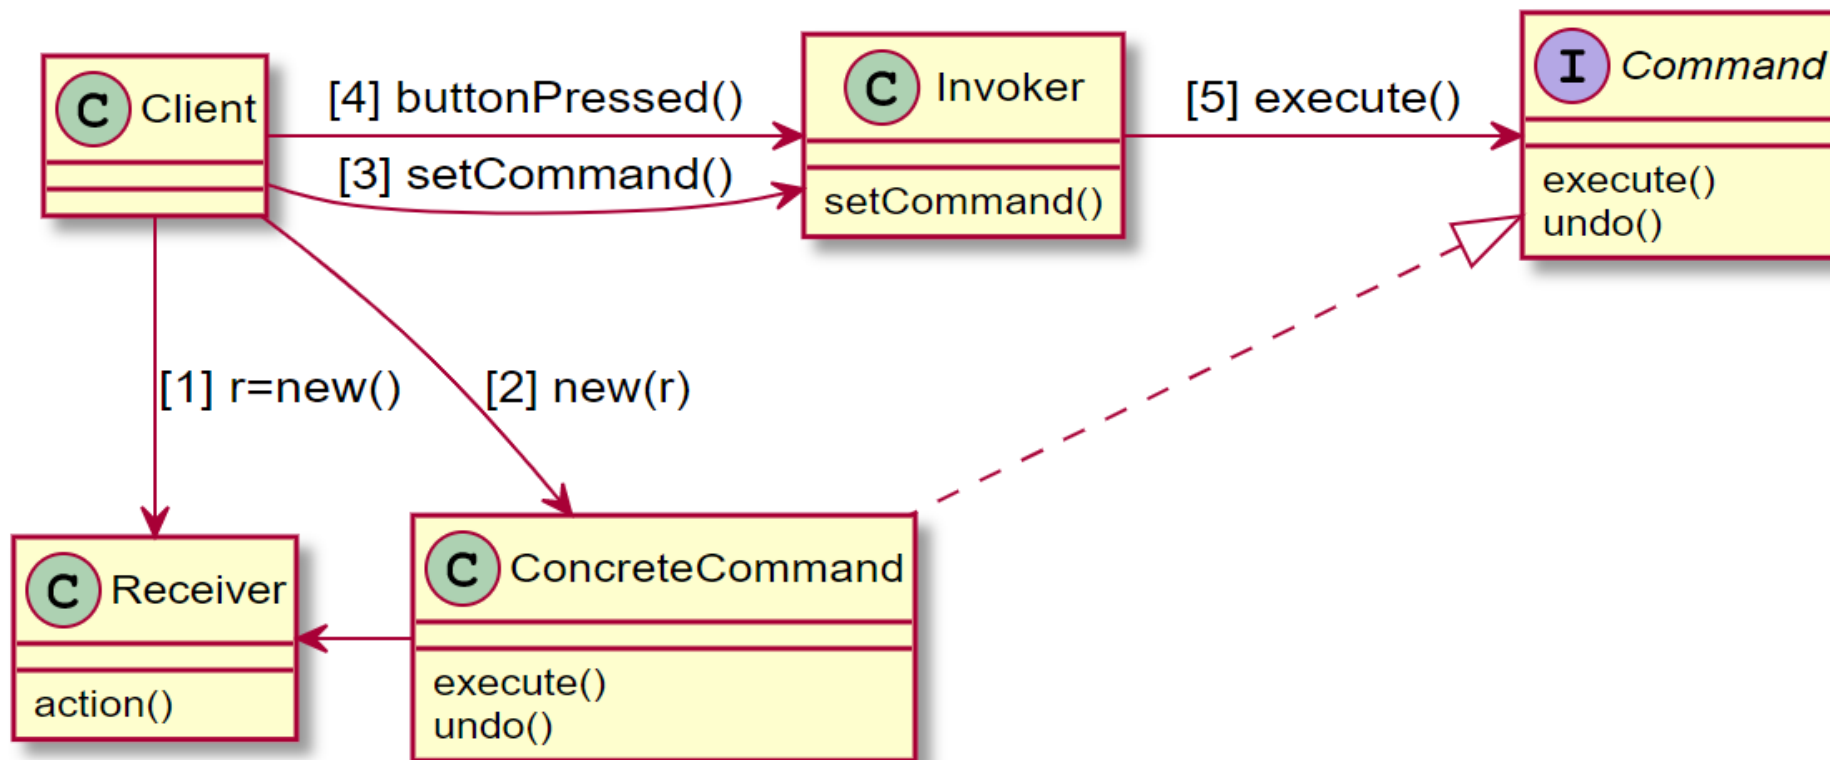 C Client
[4] buttonPressed()
[3] setCommand()
C Invoker
setCommand()
[5] execute()
I Command
execute()
undo()
[1] r=new()
[2] new(r)
C Receiver
action()
C ConcreteCommand
execute()
undo()